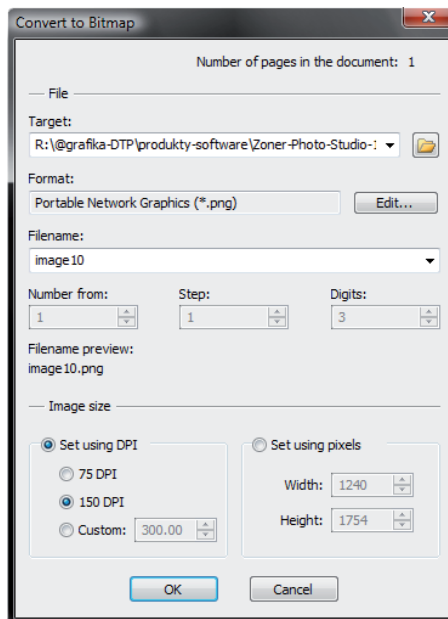 Convert to Bitmap
Number of pages in the document: 1
File
Target:
R:\@grafika-DTP\produkty-software\Zoner-Photo-Studio-1
Format:
Portable Network Graphics (*.png)
Edit...
Filename:
image10
Number from: Step: Digits:
1 1 3
Filename preview:
image10.png
Image size
Set using DPI
75 DPI
150 DPI
Custom: 300.00
Set using pixels
Width: 1240
Height: 1754
OK Cancel